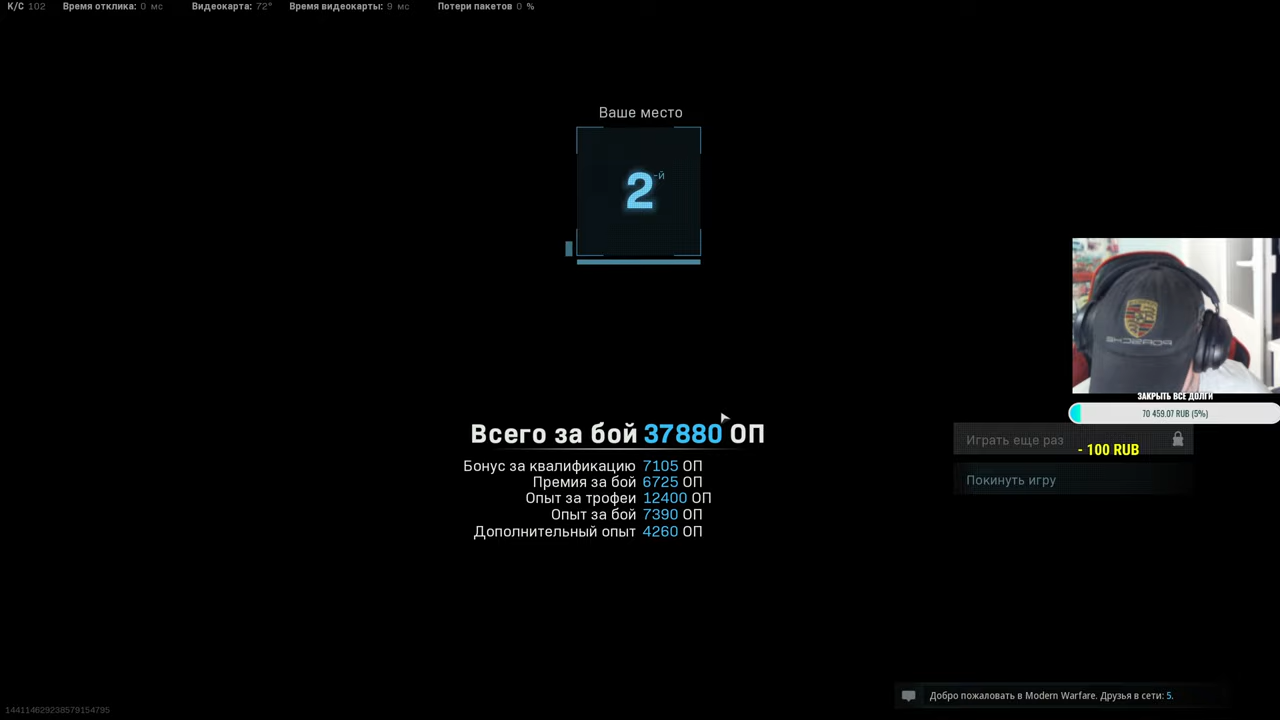 К/С 102 Время отклика: 0 мс Видеокарта: 72° Время видеокарты: 9 мс Потери пакетов 0 %
Ваше место
2-й
ЗАКРЫТЬ ВСЕ ДОЛГИ
70 459.07 RUB (5%)
Всего за бой 37880 ОП
Играть еще раз
- 100 RUB
Бонус за квалификацию 7105 ОП
Премия за бой 6725 ОП
Покинуть игру
Опыт за трофеи 12400 ОП
Опыт за бой 7390 ОП
Дополнительный опыт 4260 ОП
Добро пожаловать в Modern Warfare. Друзья в сети: 5.
14411462923857915479​5